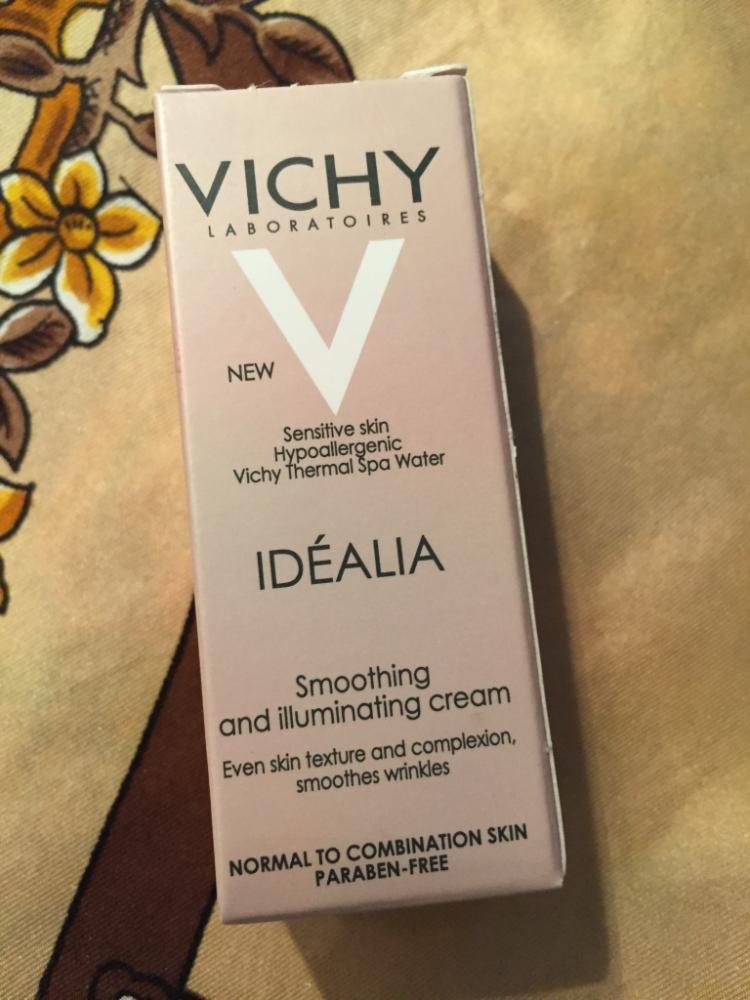 VICHY
LABORATOIRES
V
NEW
Sensitive skin
Hypoallergenic
Vichy Thermal Spa Water
IDÉALIA
Smoothing
and illuminating cream
Even skin texture and complexion,
smoothes wrinkles
NORMAL TO COMBINATION SKIN
PARABEN-FREE